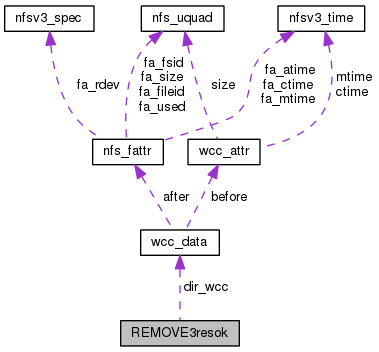 nfsv3_spec
nfs_uquad
nfsv3_time
fa_rdev
fa_fsid
fa_size
fa_fileid
fa_used
size
fa_atime
fa_ctime
fa_mtime
mtime
ctime
nfs_fattr
wcc_attr
after
before
wcc_data
dir_wcc
REMOVE3resok